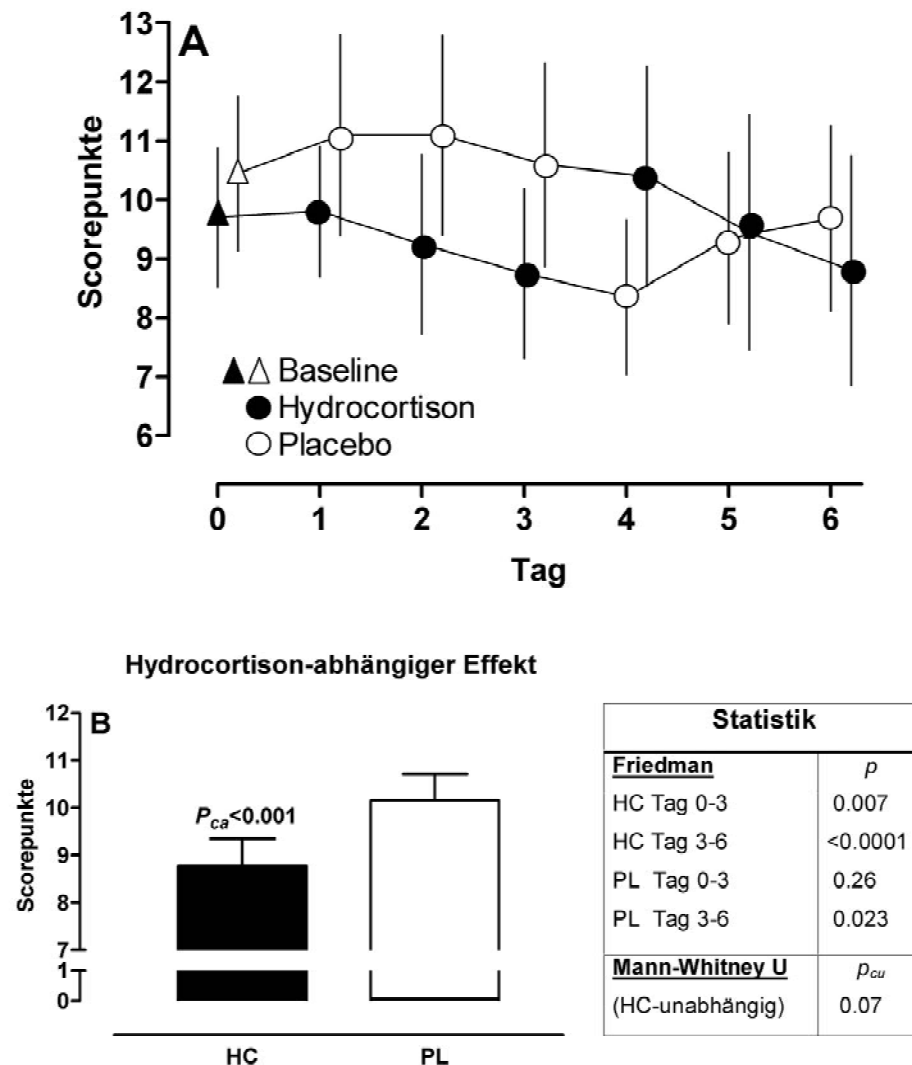 A
13
12
11
10
9
8
7
6
Scorepunkte
Baseline
Hydrocortison
Placebo
0 1 2 3 4 5 6
Tag
Hydrocortison-abhängiger Effekt
B
12
11
10
9
8
7
1
0
Scorepunkte
Pca<0.001
HC PL
Statistik
Friedman p
HC Tag 0-3 0.007
HC Tag 3-6 <0.0001
PL Tag 0-3 0.26
PL Tag 3-6 0.023
Mann-Whitney U pcu
(HC-unabhängig) 0.07